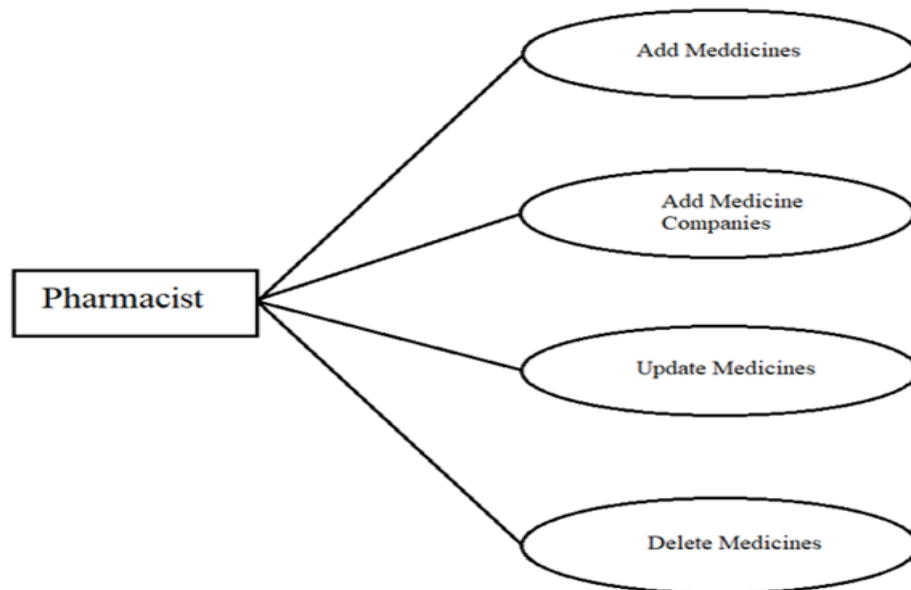 Add Meddicines
Add Medicine
Companies
Pharmacist
Update Medicines
Delete Medicines